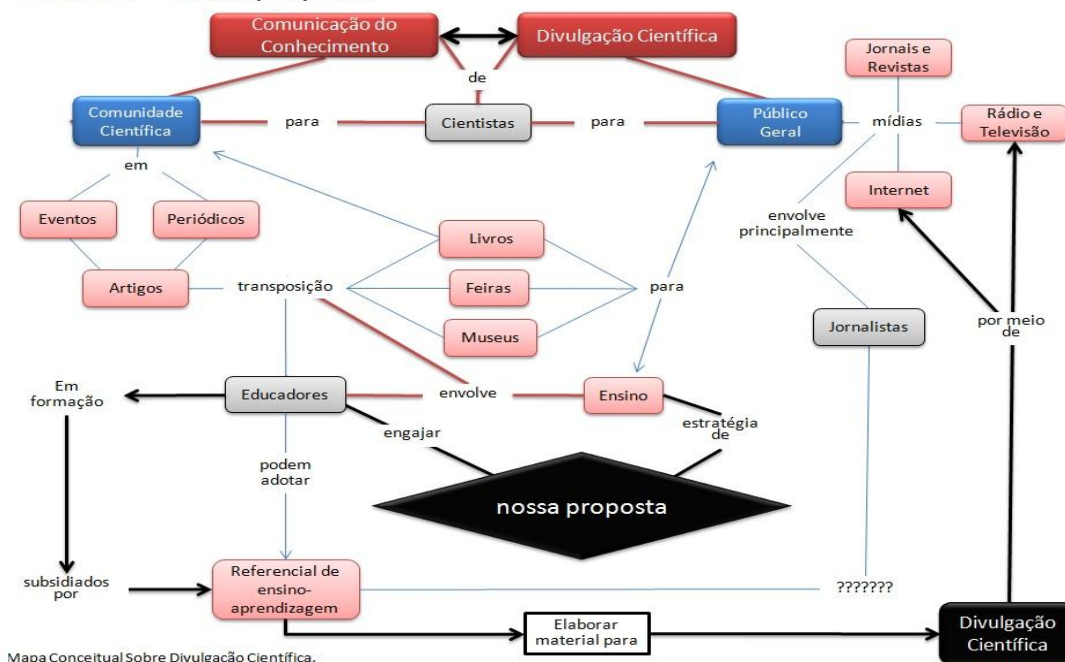 Comunicação do
Conhecimento
Divulgação Científica
Jornais e
Revistas
de
Comunidade
Científica
para
Cientistas
para
Público
Geral
mídias
Rádio e
Televisão
em
Internet
Eventos
Periódicos
envolve
principalmente
Livros
Artigos
transposição
Feiras
para
Museus
Jornalistas
por meio
de
Em
formação
Educadores
envolve
Ensino
engajar
estratégia
de
podem
adotar
nossa proposta
subsidiados
por
Referencial de
ensino-
aprendizagem
???????
Elaborar
material para
Divulgação
Científica
Mapa Conceitual Sobre Divulgação Científica.